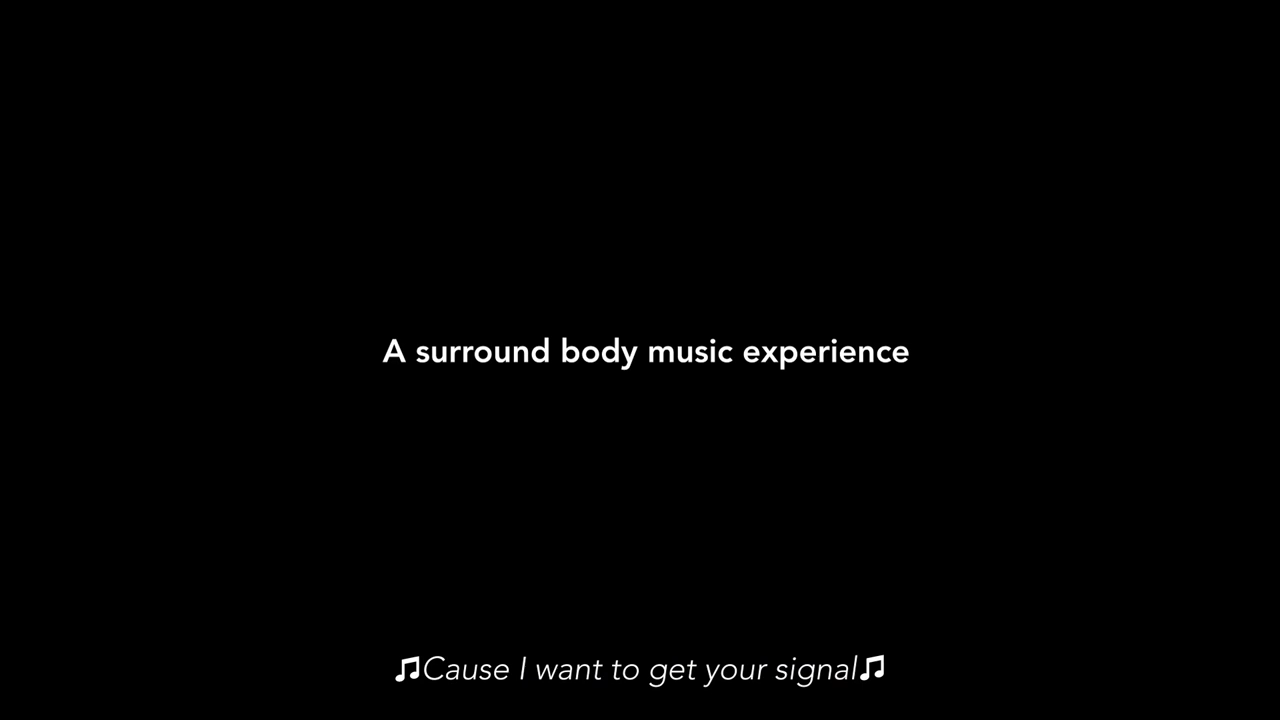 A surround body music experience
♫Cause I want to get your signal♫